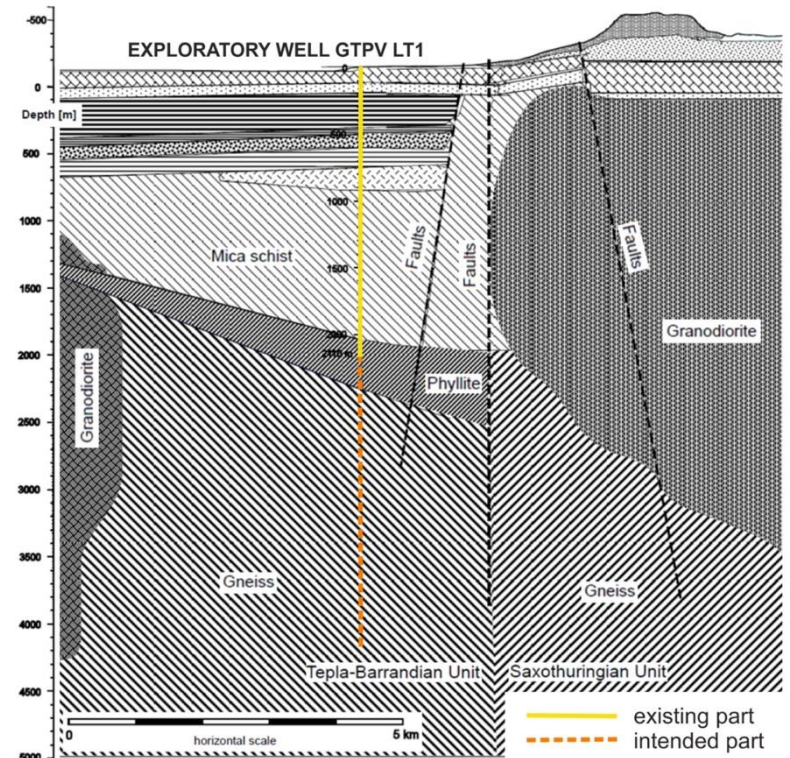 -500
EXPLORATORY WELL GTPV LT1
0
0
Depth [m]
500
500
1000
1000
Mica schist
Faults
Faults
Faults
1500
1500
Granodiorite
2000
2000
2110 m
Phyllite
Granodiorite
2500
3000
3500
Gneiss
Gneiss
4000
Tepla-Barrandian Unit
Saxothuringian Unit
4500
0
5 km
horizontal scale
existing part
intended part
5000